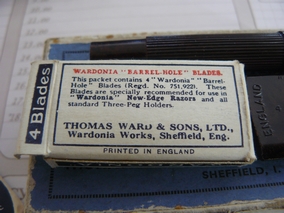 WARDONIA "BARREL-HOLE" BLADES.
This packet contains 4 "Wardonia" "Barrel-
Hole" Blades (Regd. No. 751,922). These
Blades are specially recommended for use in
"Wardonia" New-Edge Razors and all
standard Three-Peg Holders.
THOMAS WARD & SONS, LTD.,
Wardonia Works, Sheffield, Eng.
PRINTED IN ENGLAND
4 Blades
ENGLAND
SHEFFIELD,